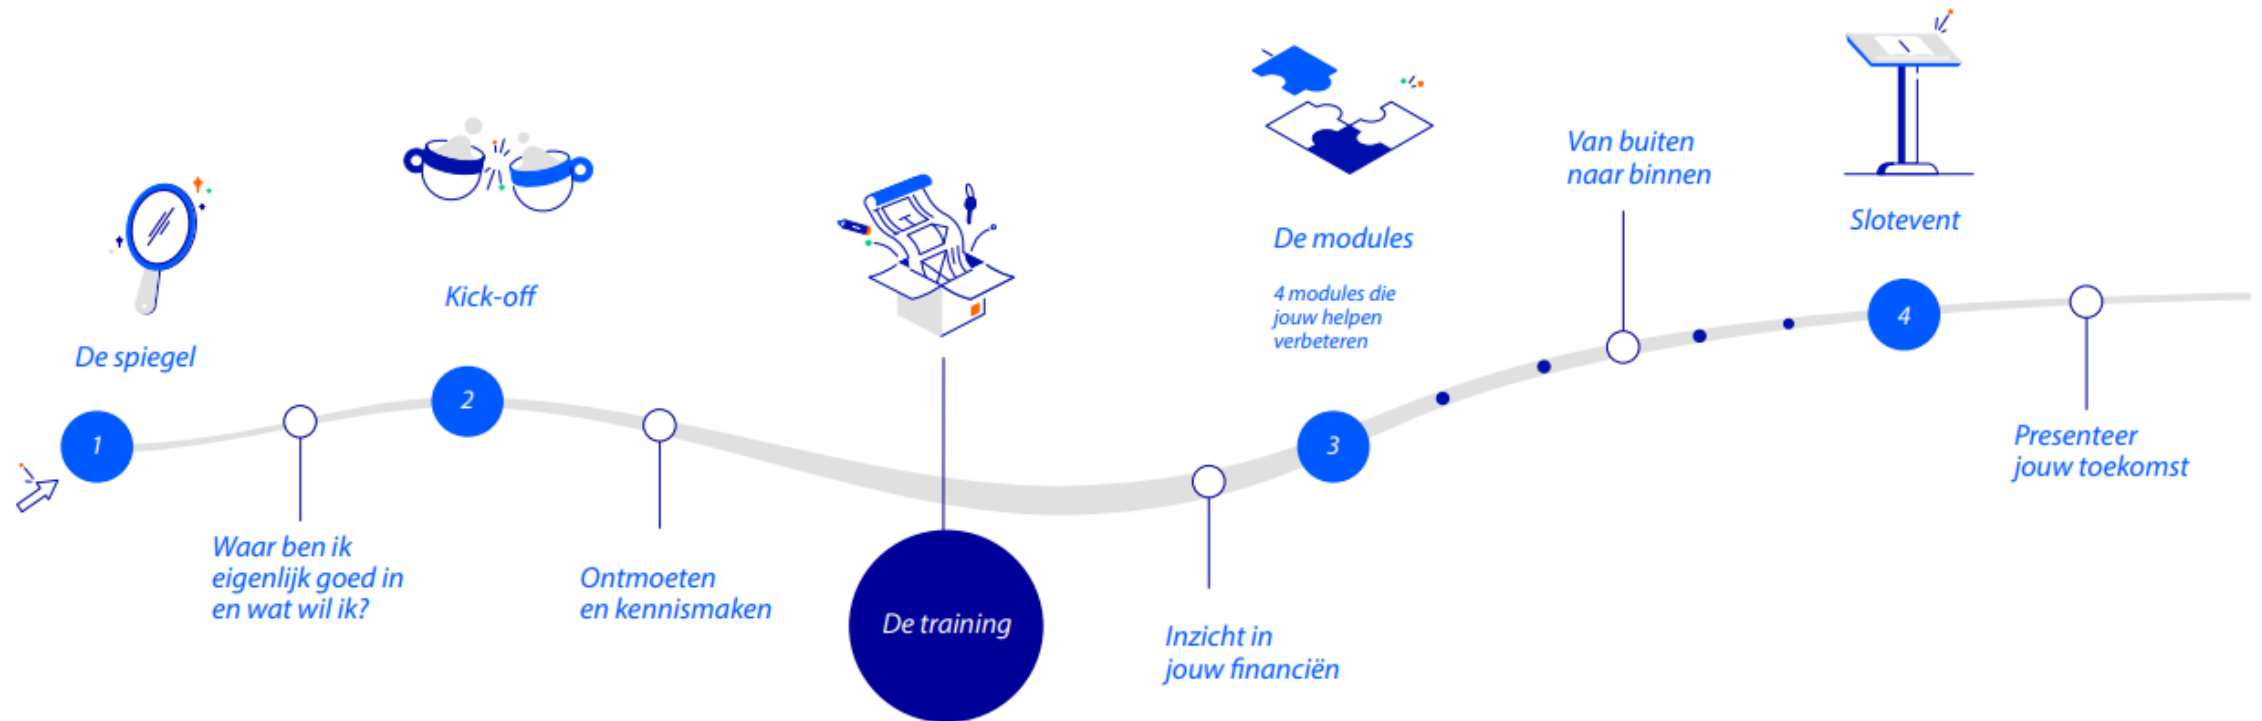 De spiegel
1
Waar ben ik
eigenlijk goed in
en wat wil ik?
Kick-off
2
Ontmoeten
en kennismaken
De training
Inzicht in
jouw financiën
De modules
4 modules die
jouw helpen
verbeteren
3
Van buiten
naar binnen
Slotevent
4
Presenteer
jouw toekomst